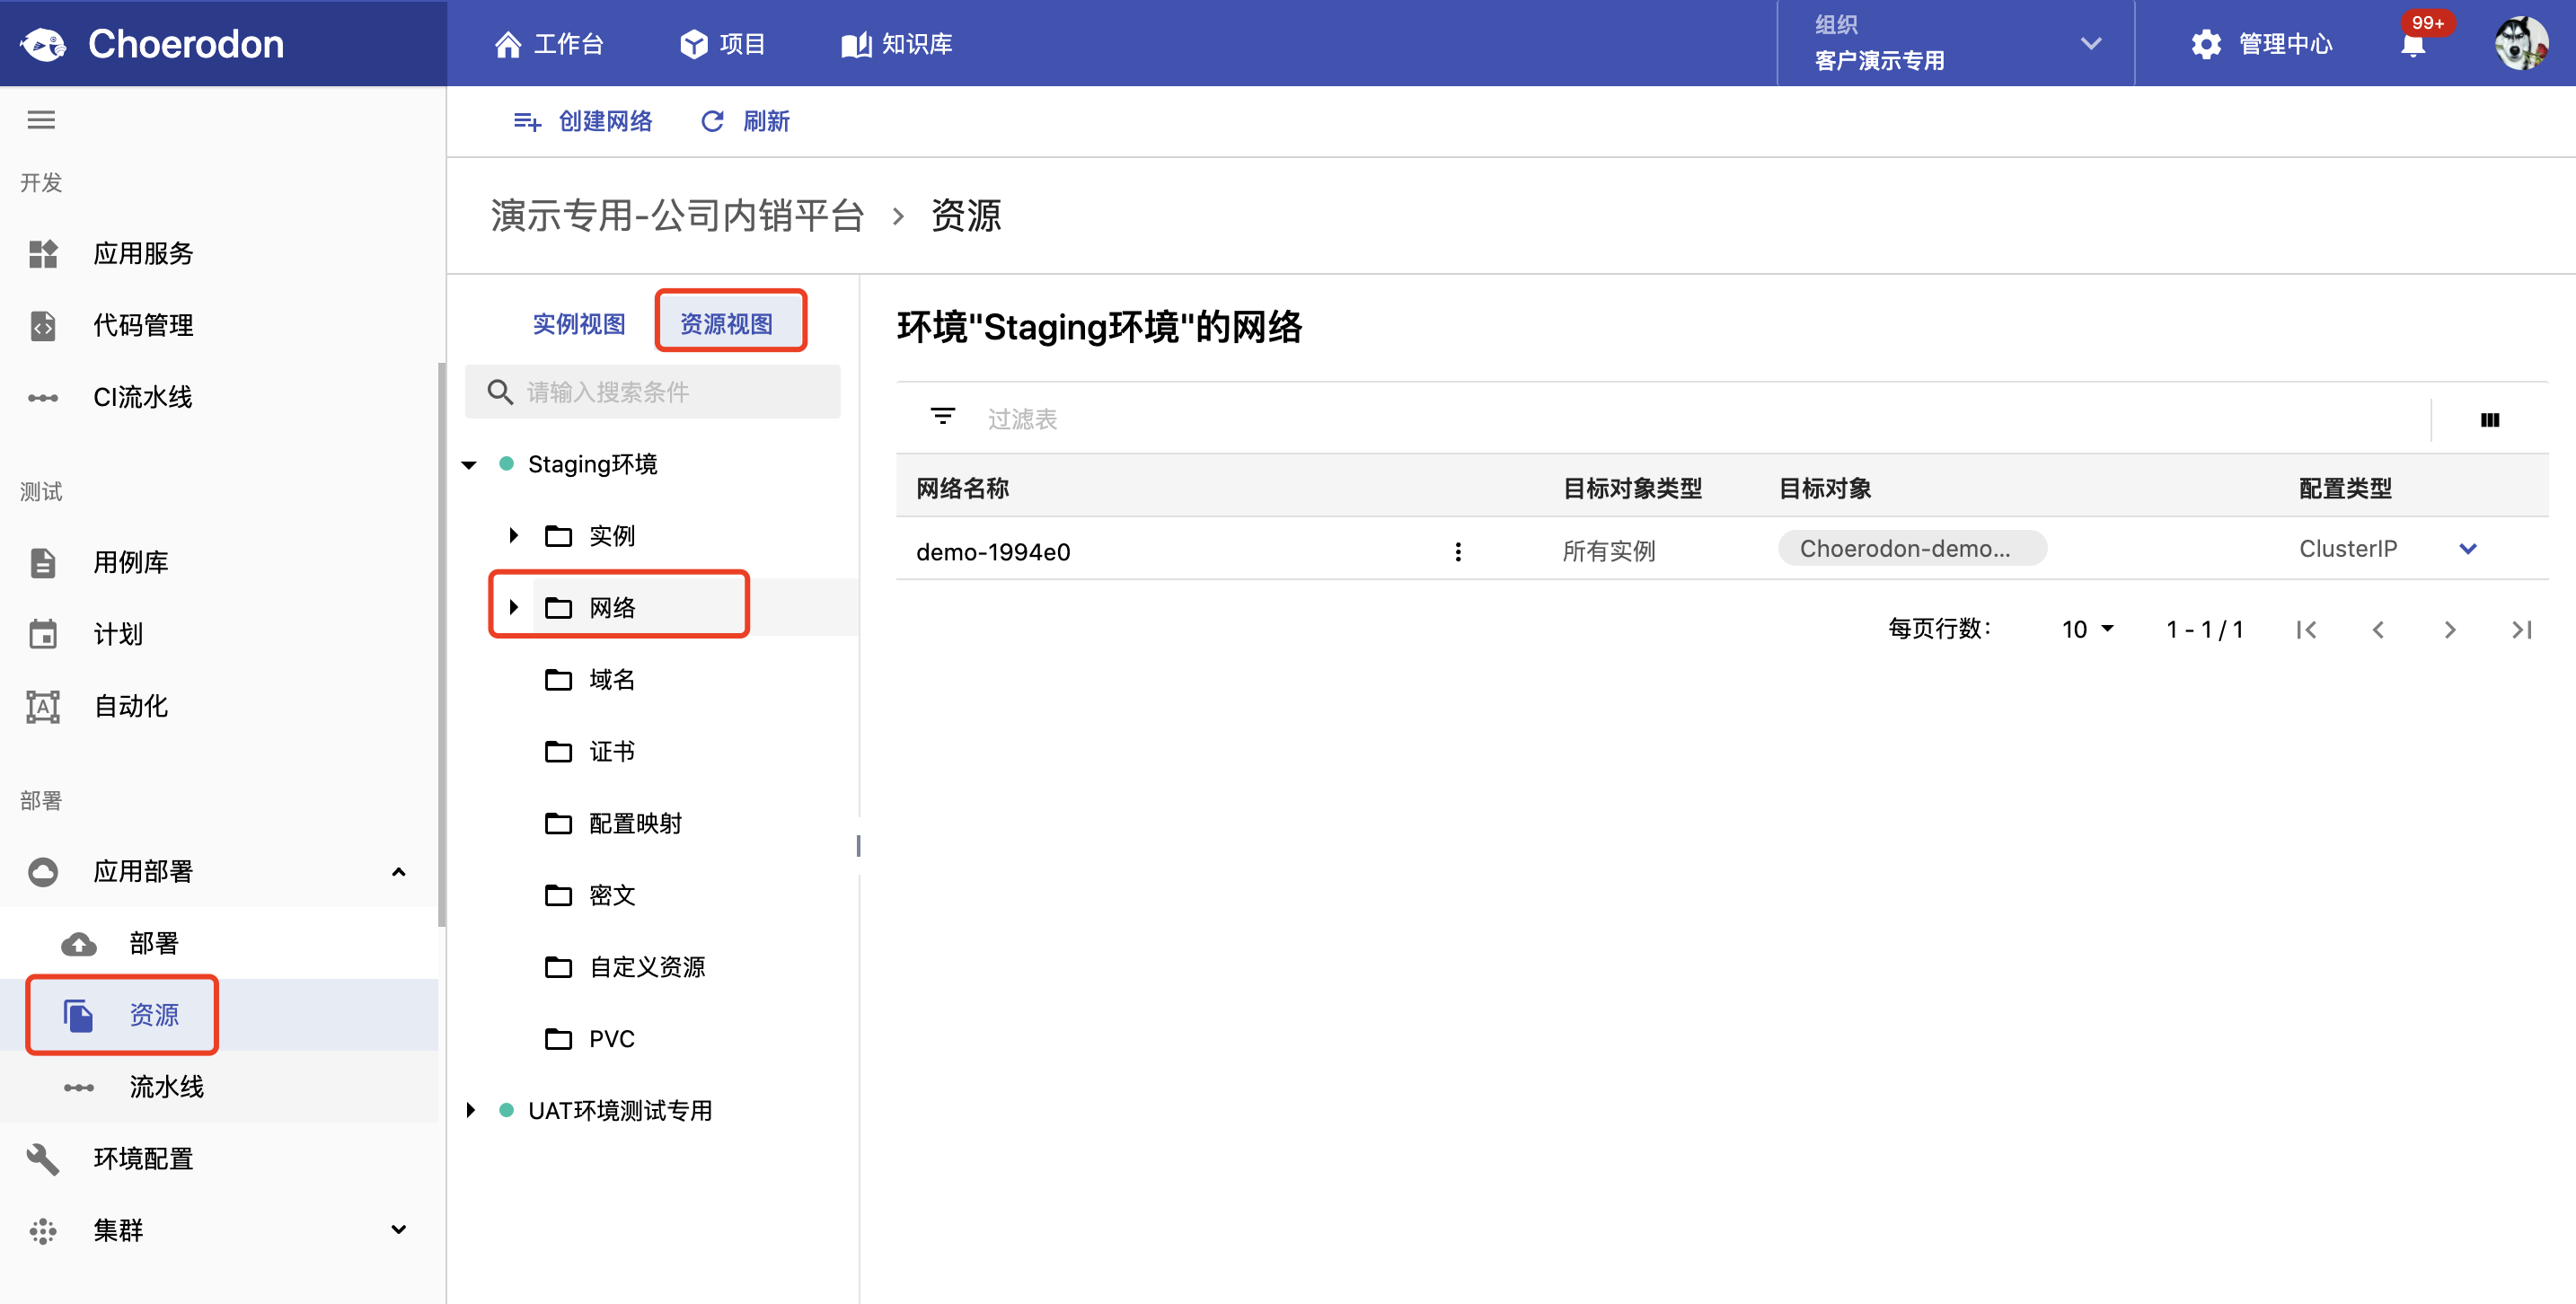 Choerodon
工作台
项目
知识库
组织
客户演示专用
管理中心
99+
创建网络
刷新
开发
应用服务
代码管理
CI流水线
测试
用例库
计划
自动化
部署
应用部署
部署
资源
流水线
环境配置
集群
演示专用-公司内销平台 › 资源
实例视图
资源视图
请输入搜索条件
Staging环境
实例
网络
域名
证书
配置映射
密文
自定义资源
PVC
UAT环境测试专用
环境"Staging环境"的网络
过滤表
网络名称 目标对象类型 目标对象 配置类型
demo-1994e0 所有实例 Choerodon-demo... ClusterIP
每页行数： 10 1 - 1 / 1